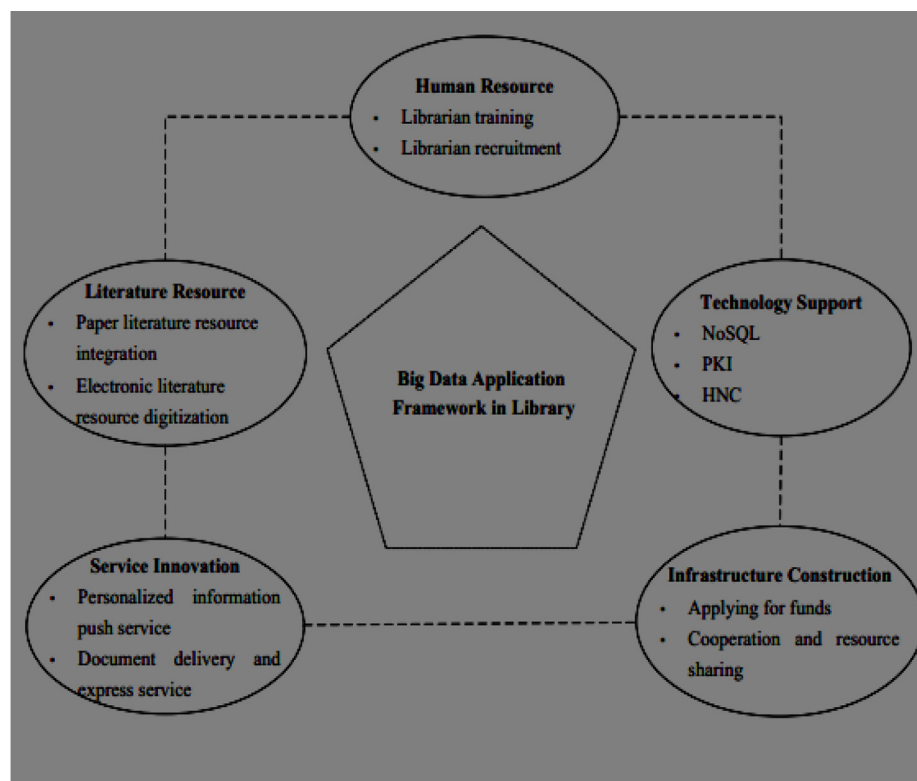 Human Resource
• Librarian training
• Librarian recruitment
Literature Resource
• Paper literature resource
integration
• Electronic literature
resource digitization
Technology Support
• NoSQL
• PKI
• HNC
Big Data Application
Framework in Library
Service Innovation
• Personalized information
push service
• Document delivery and
express service
Infrastructure Construction
• Applying for funds
• Cooperation and resource
sharing